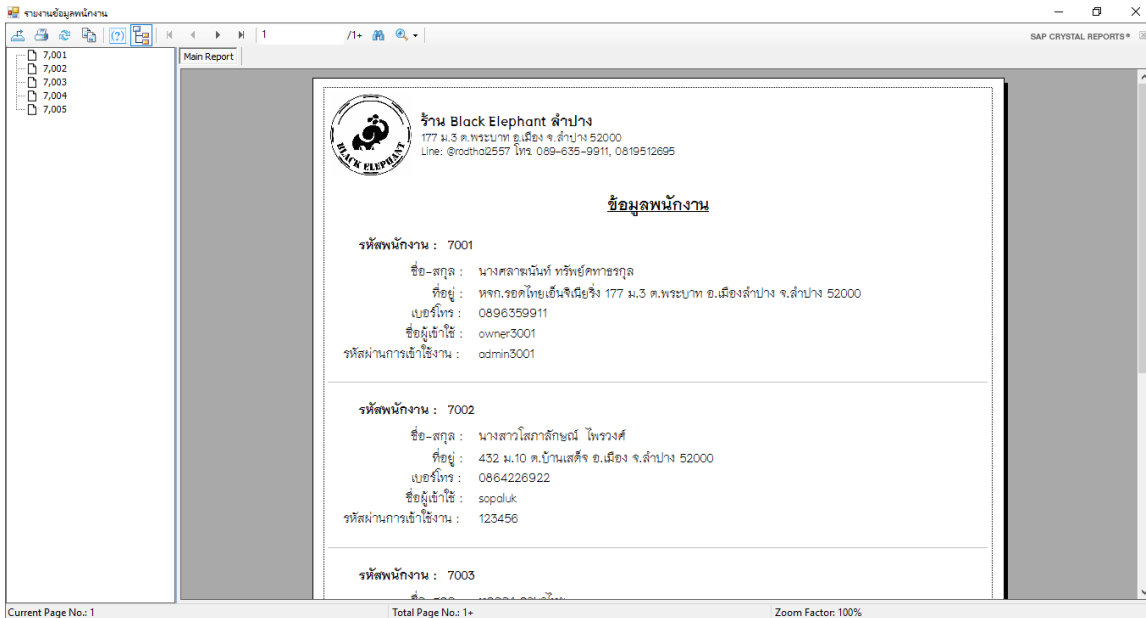 รายงานข้อมูลพนักงาน
1 /1+
SAP CRYSTAL REPORTS®
7,001
7,002
7,003
7,004
7,005
Main Report
BLACK ELEPHANT
ร้าน Black Elephant ลำปาง
177 ม.3 ต.พระบาท อ.เมือง จ.ลำปาง 52000
Line: @rodthai2557 โทร. 089-635-9911, 0819512695
ข้อมูลพนักงาน
รหัสพนักงาน : 7001
ชื่อ-สกุล : นางศลาฆนันท์ ทรัพย์คทาธรกุล
ที่อยู่ : หจก.รอดไทยเอ็นจิเนียริ่ง 177 ม.3 ต.พระบาท อ.เมืองลำปาง จ.ลำปาง 52000
เบอร์โทร : 0896359911
ชื่อผู้เข้าใช้ : owner3001
รหัสผ่านการเข้าใช้งาน : admin3001
รหัสพนักงาน : 7002
ชื่อ-สกุล : นางสาวโสภาลักษณ์ ไพรวงศ์
ที่อยู่ : 432 ม.10 ต.บ้านเสด็จ อ.เมือง จ.ลำปาง 52000
เบอร์โทร : 0864226922
ชื่อผู้เข้าใช้ : sopaluk
รหัสผ่านการเข้าใช้งาน : 123456
รหัสพนักงาน : 7003
Current Page No.: 1
Total Page No.: 1+
Zoom Factor: 100%